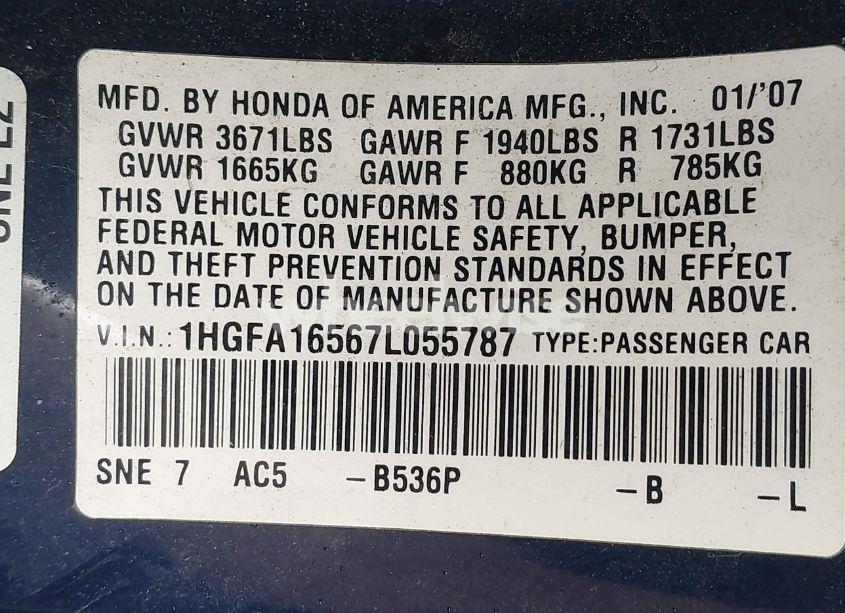 MFD. BY HONDA OF AMERICA MFG., INC. 01/'07
GVWR 3671LBS GAWR F 1940LBS R 1731LBS
GVWR 1665KG GAWR F 880KG R 785KG
THIS VEHICLE CONFORMS TO ALL APPLICABLE
FEDERAL MOTOR VEHICLE SAFETY, BUMPER,
AND THEFT PREVENTION STANDARDS IN EFFECT
ON THE DATE OF MANUFACTURE SHOWN ABOVE.
V.I.N.: 1HGFA16567L055787 TYPE:PASSENGER CAR
SNE 7 AC5 -B536P -B -L